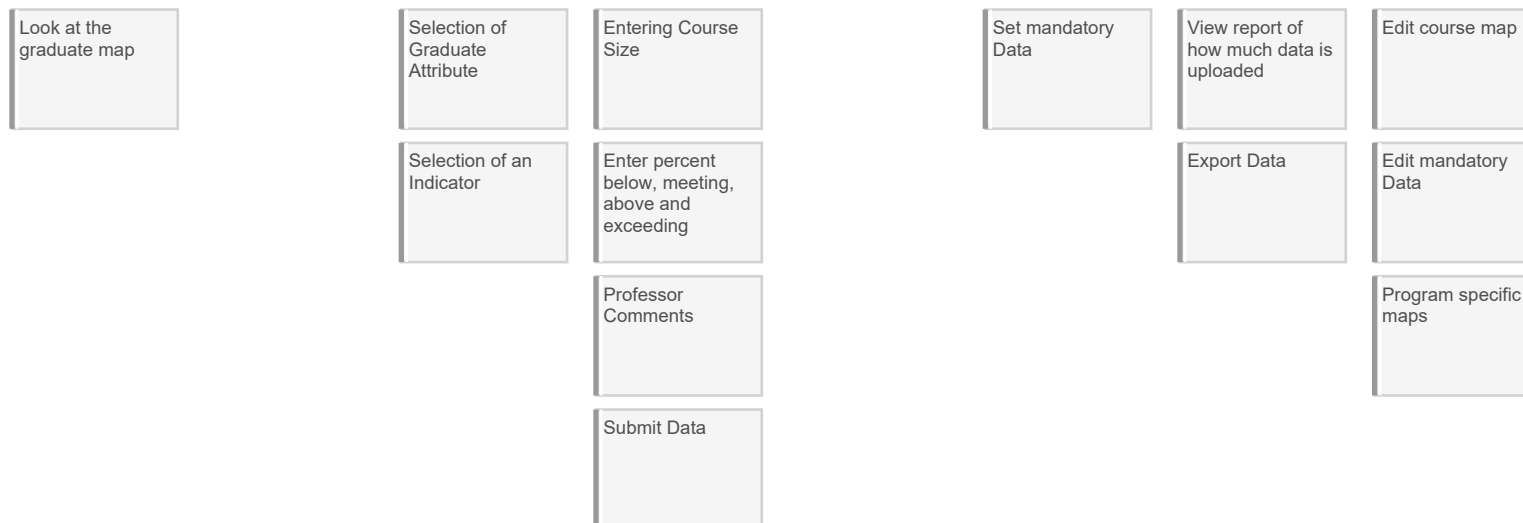 Look at the
graduate map
Selection of
Graduate
Attribute
Entering Course
Size
Set mandatory
Data
View report of
how much data is
uploaded
Edit course map
Selection of an
Indicator
Enter percent
below, meeting,
above and
exceeding
Export Data
Edit mandatory
Data
Professor
Comments
Program specific
maps
Submit Data